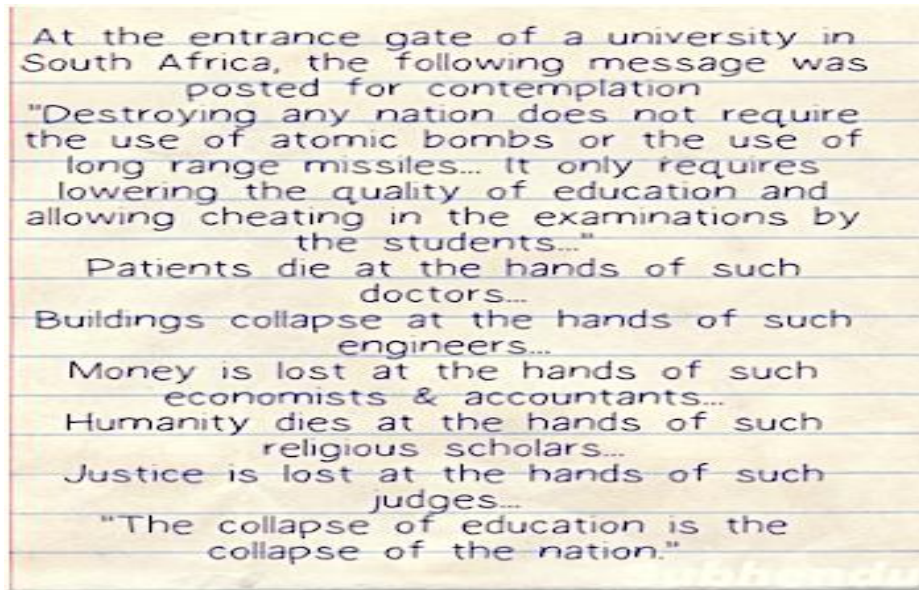 At the entrance gate of a university in
South Africa, the following message was
posted for contemplation
"Destroying any nation does not require
the use of atomic bombs or the use of
long range missiles... It only requires
lowering the quality of education and
allowing cheating in the examinations by
the students..."
Patients die at the hands of such
doctors...
Buildings collapse at the hands of such
engineers...
Money is lost at the hands of such
economists & accountants...
Humanity dies at the hands of such
religious scholars...
Justice is lost at the hands of such
judges...
"The collapse of education is the
collapse of the nation."